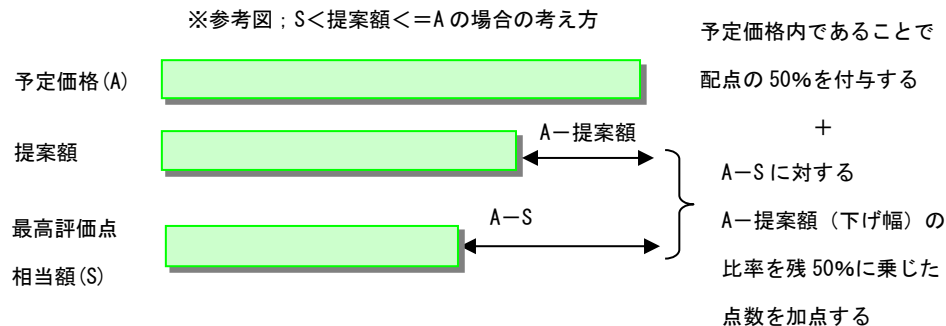 ※参考図；S＜提案額＜＝Aの場合の考え方
予定価格(A)
提案額
A－提案額
最高評価点
相当額(S)
A－S
予定価格内であることで
配点の50%を付与する
＋
A－Sに対する
A－提案額（下げ幅）の
比率を残50%に乗じた
点数を加点する